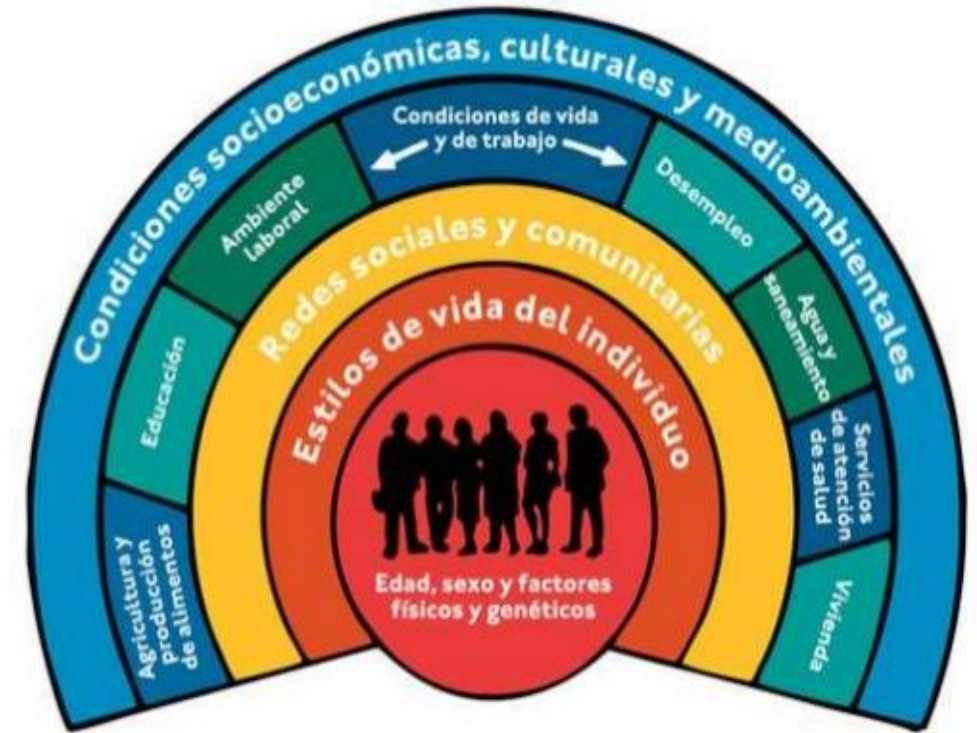 Condiciones socioeconómicas, culturales y medioambientales
Condiciones de vida
y de trabajo
Agricultura y
producción
de alimentos
Educación
Ambiente
laboral
Desempleo
Agua y
saneamiento
Servicios
de atención
de salud
Vivienda
Redes sociales y comunitarias
Estilos de vida del individuo
Edad, sexo y factores
físicos y genéticos